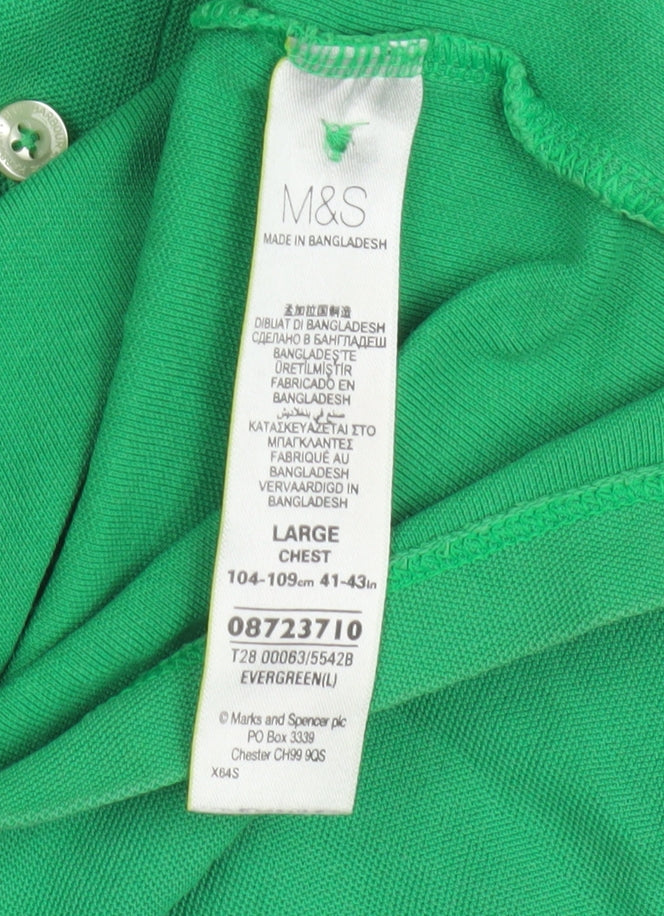 M&S
MADE IN BANGLADESH
孟加拉国制造
DIBUAT DI BANGLADESH
СДЕЛАНО В БАНГЛАДЕШ
BANGLADEŞ'TE
ÜRETİLMİŞTİR
FABRICADO EN
BANGLADESH
صنع في بنغلاديش
ΚΑΤΑΣΚΕΥΑΖΕΤΑΙ ΣΤΟ
ΜΠΑΓΚΛΑΝΤΕΣ
FABRIQUÉ AU
BANGLADESH
VERVAARDIGD IN
BANGLADESH
LARGE
CHEST
104-109cm 41-43in
08723710
T28 00063/5542B
EVERGREEN(L)
© Marks and Spencer plc
PO Box 3339
Chester CH99 9QS
X64S